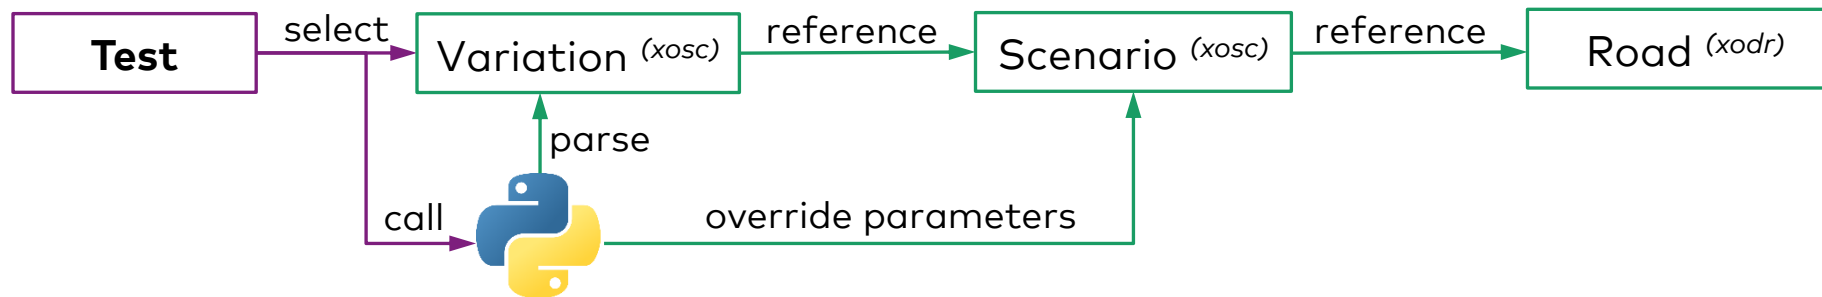 select
reference
reference
Test
Variation (xosc)
Scenario (xosc)
Road (xodr)
parse
call
override parameters